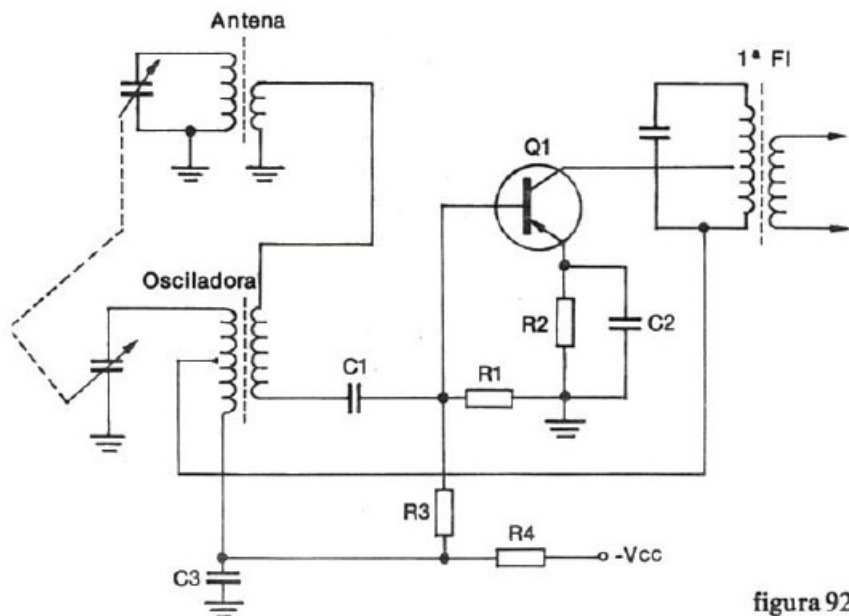 Antena
1ª FI
Q1
Osciladora
R2
C2
C1
R1
R3
R4
-Vcc
C3
figura 92